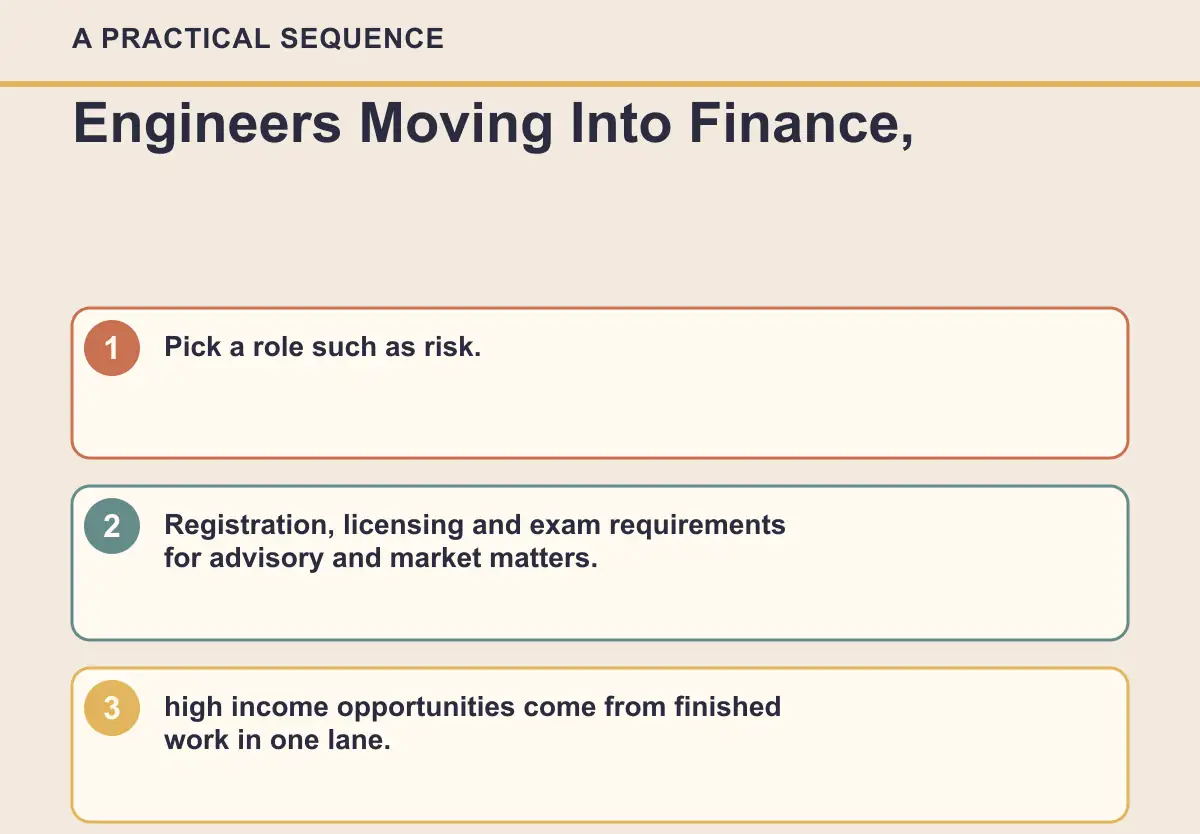 A PRACTICAL SEQUENCE
Engineers Moving Into Finance,
1
Pick a role such as risk.
2
Registration, licensing and exam requirements
for advisory and market matters.
3
high income opportunities come from finished
work in one lane.